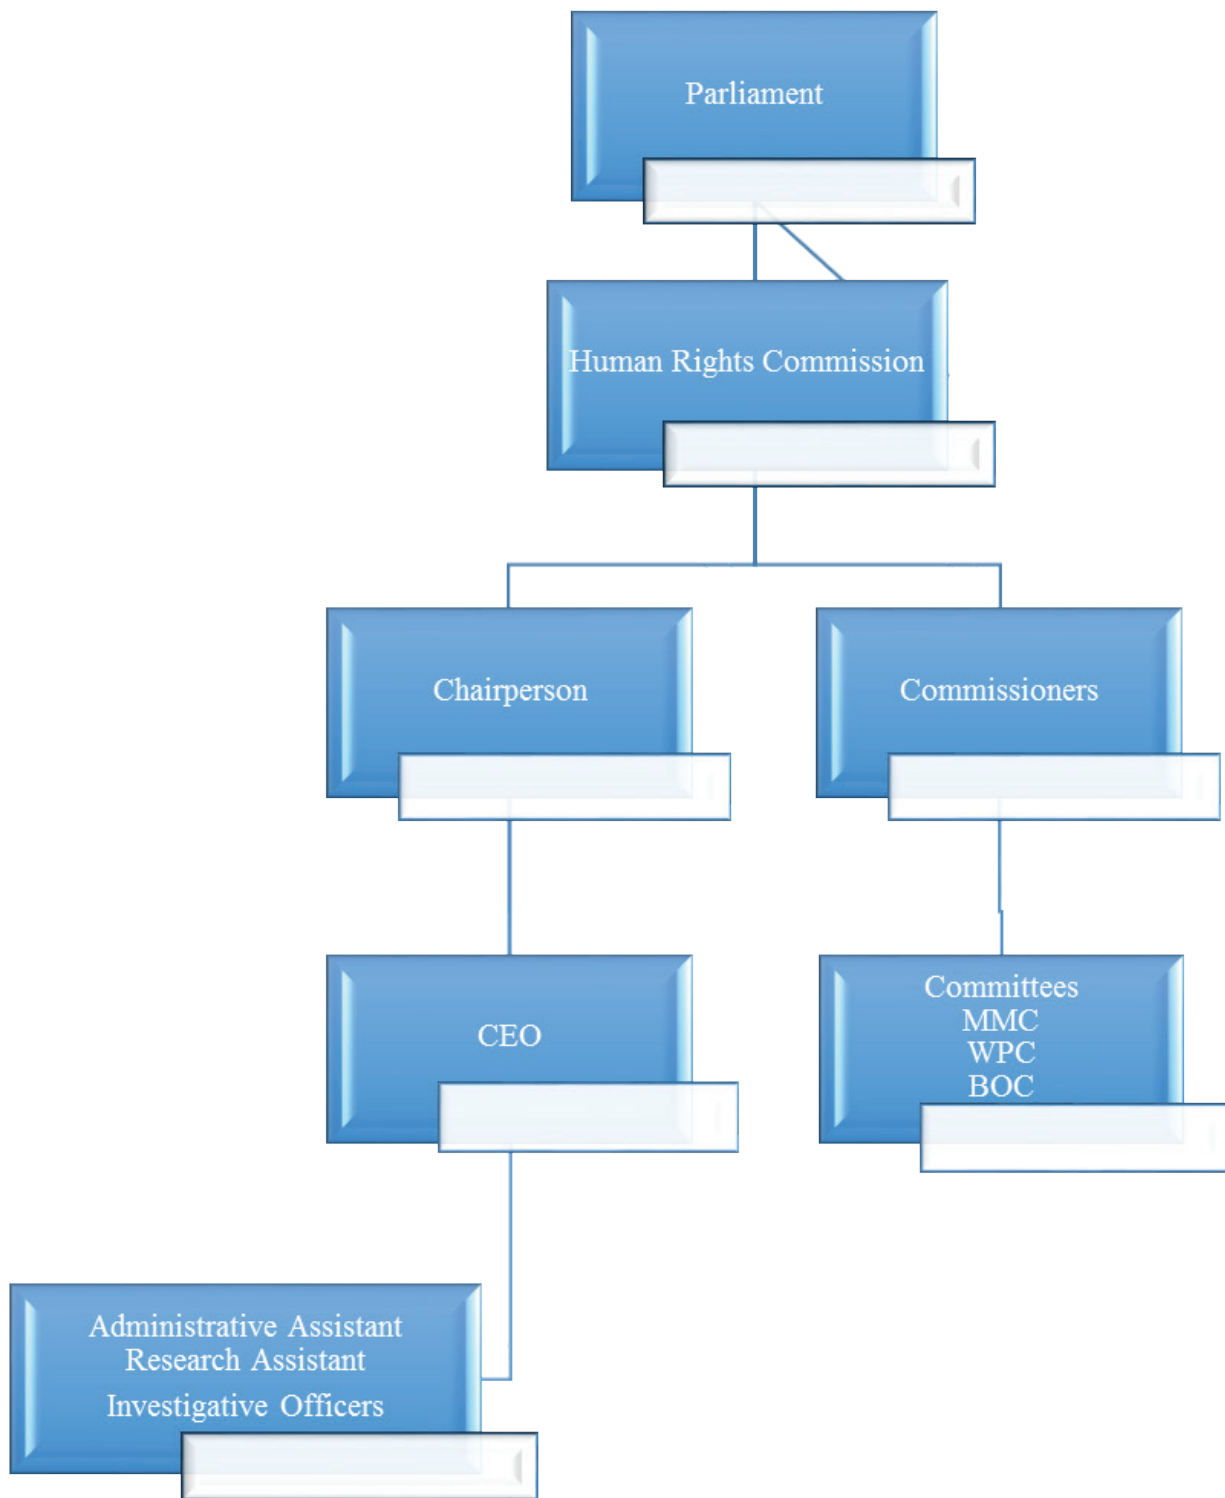 Parliament
Human Rights Commission
Chairperson
Commissioners
CEO
Committees
MMC
WPC
BOC
Administrative Assistant
Research Assistant
Investigative Officers